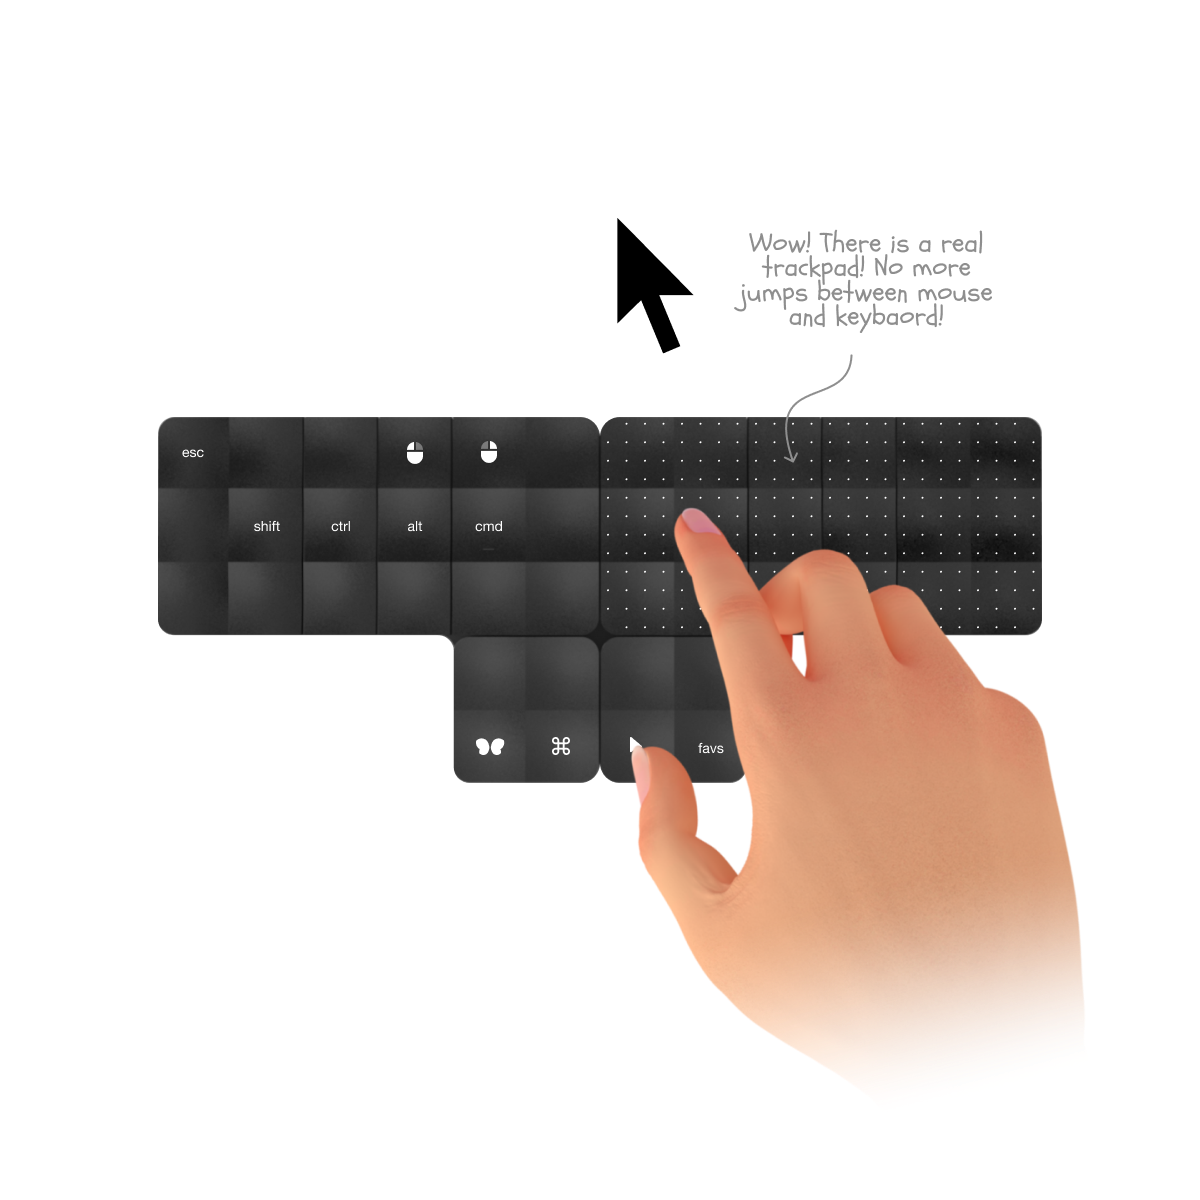 Wow! There is a real
trackpad! No more
jumps between mouse
and keybaord!
esc
shift ctrl alt cmd
favs